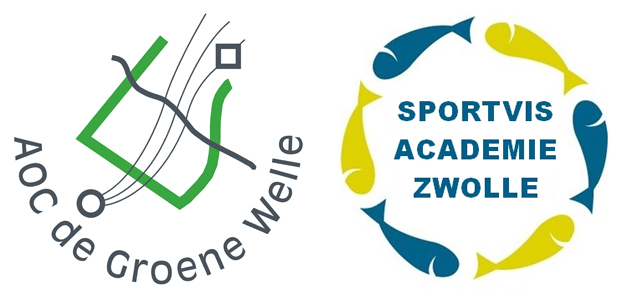 AOC de Groene Welle
SPORTVIS
ACADEMIE
ZWOLLE